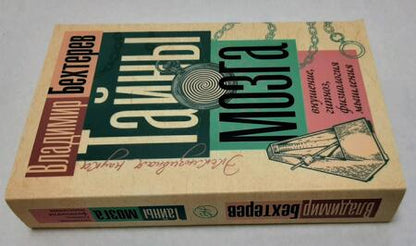 Владимир Бехтерев
Тайны
мозга
внушение,
гипноз,
физиология
мышления
Эксклюзивная наука
Владимир
Бехтерев
Тайны
мозга